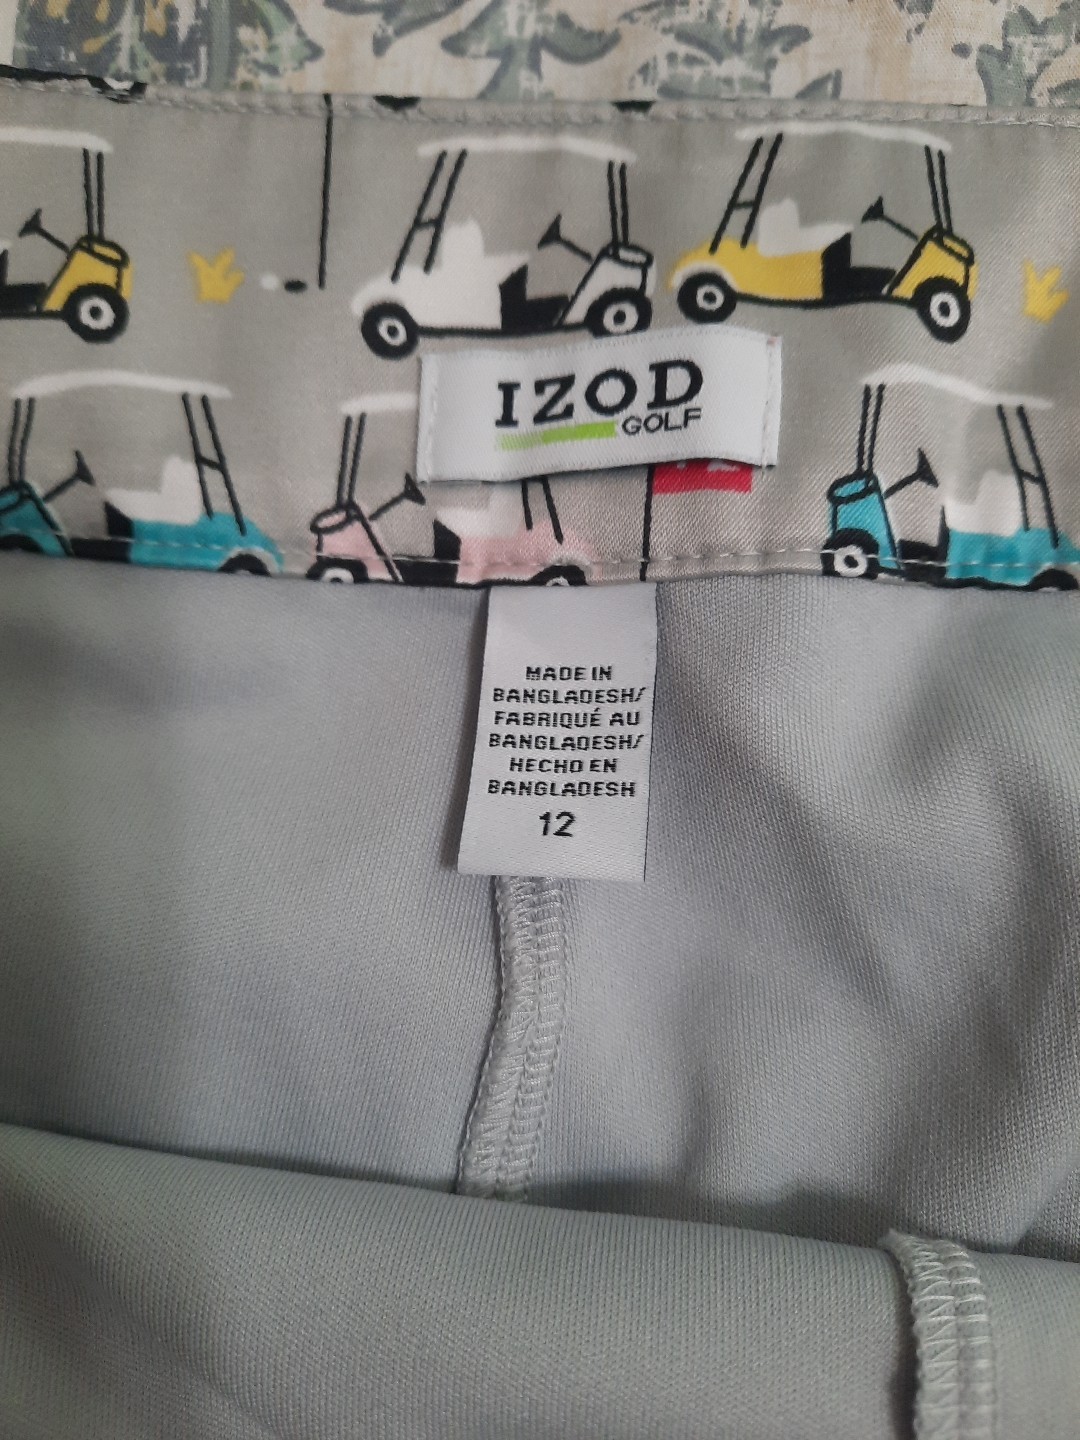 IZOD
GOLF
MADE IN
BANGLADESH/
FABRIQUÉ AU
BANGLADESH/
HECHO EN
BANGLADESH
12